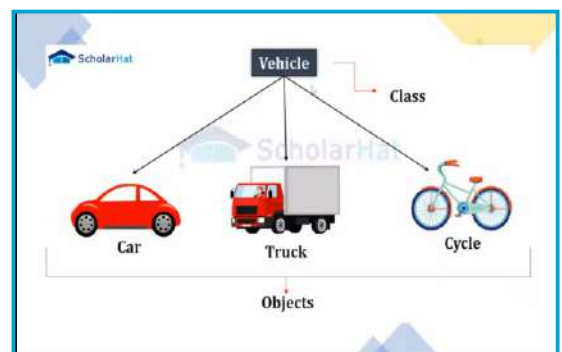 ScholarHat
Vehicle
Class
ScholarHat
Car
Truck
Cycle
Objects